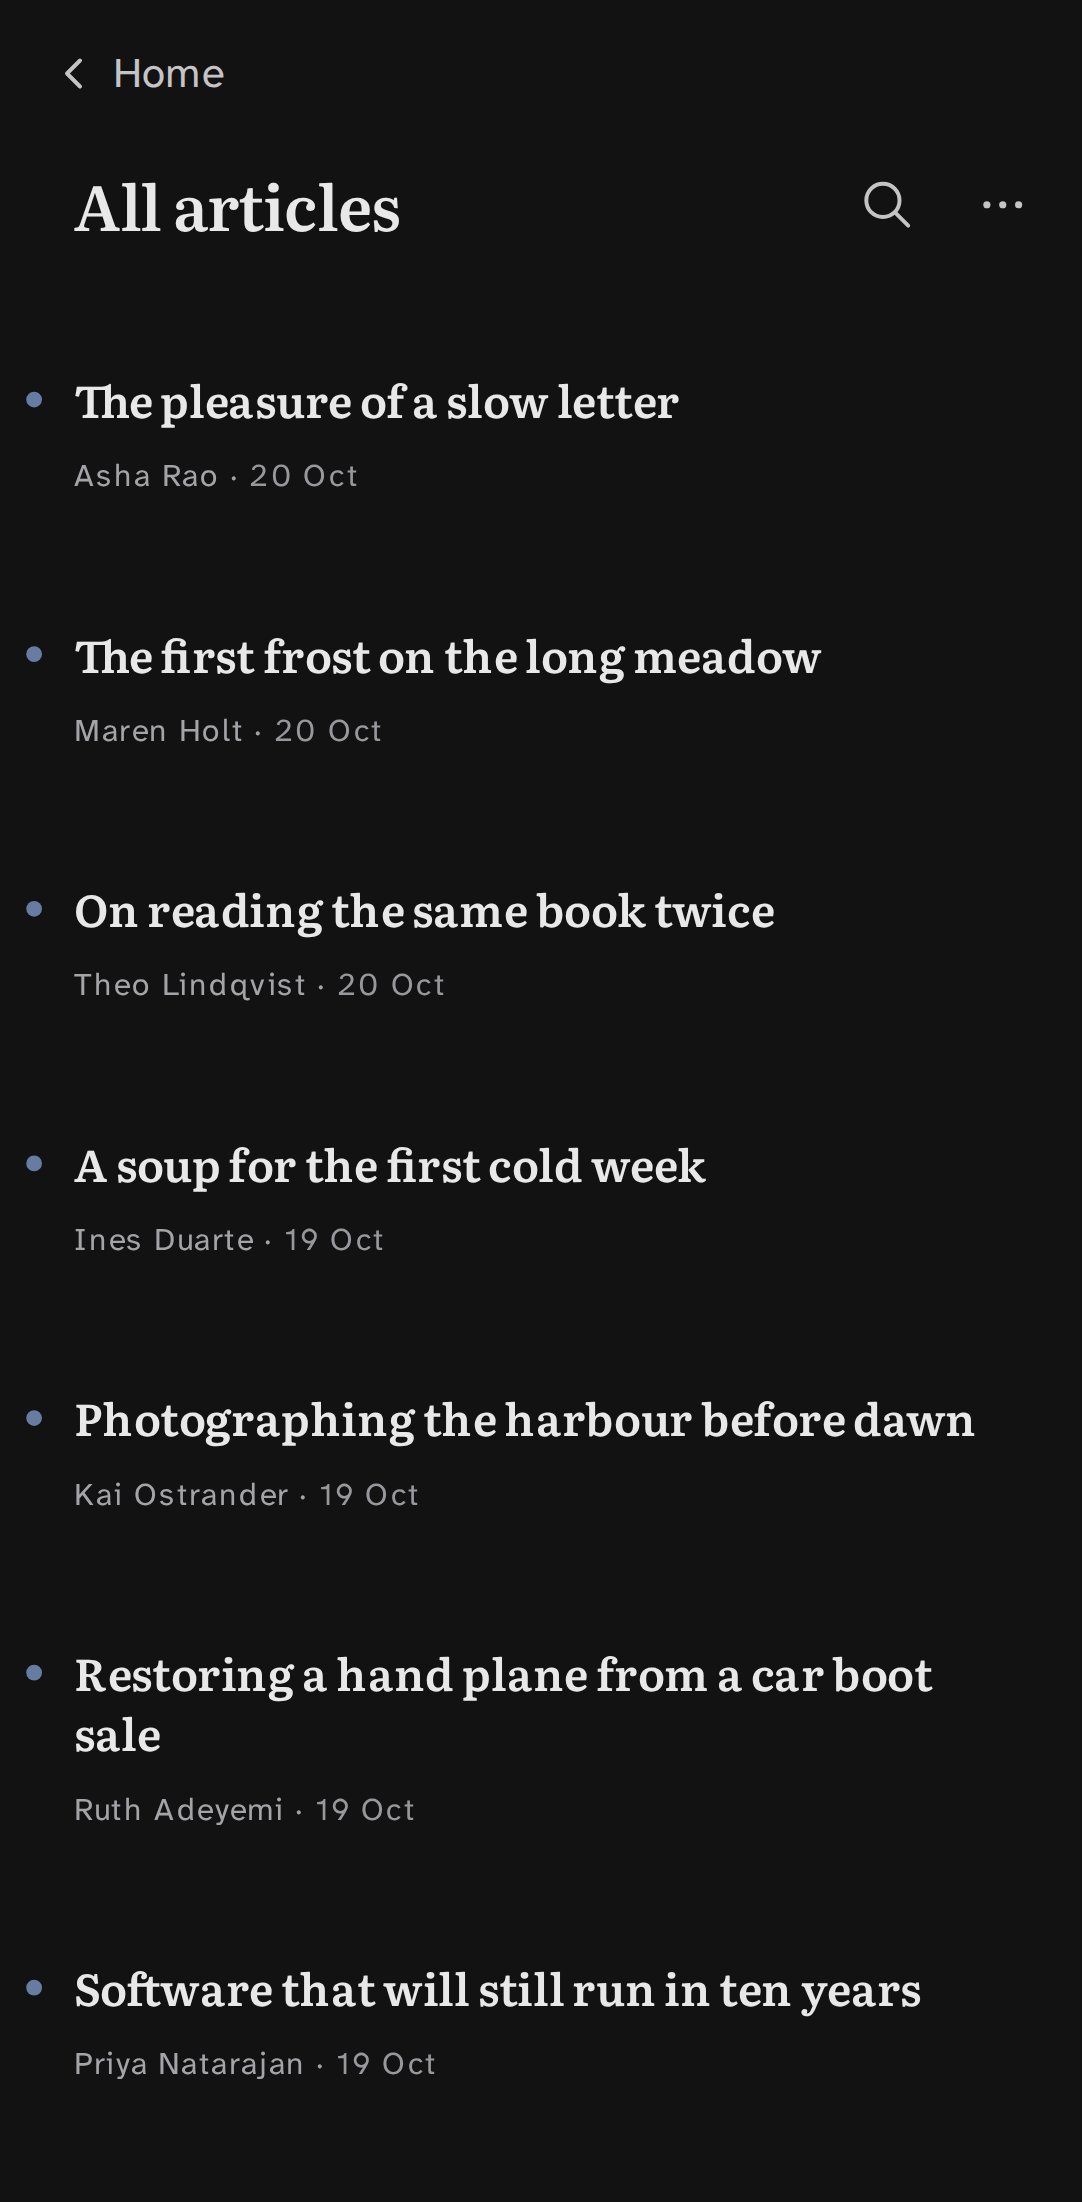 Home
All articles
The pleasure of a slow letter
Asha Rao · 20 Oct
The first frost on the long meadow
Maren Holt · 20 Oct
On reading the same book twice
Theo Lindqvist · 20 Oct
A soup for the first cold week
Ines Duarte · 19 Oct
Photographing the harbour before dawn
Kai Ostrander · 19 Oct
Restoring a hand plane from a car boot
sale
Ruth Adeyemi · 19 Oct
Software that will still run in ten years
Priya Natarajan · 19 Oct